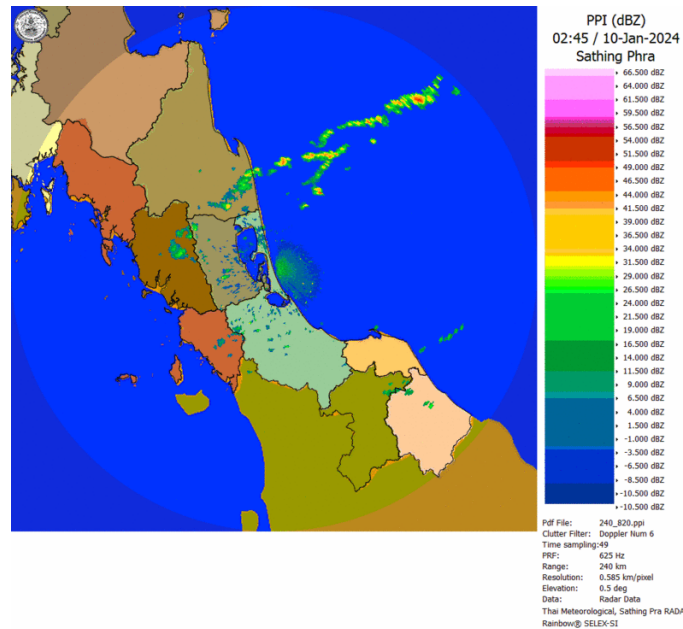 PPI (dBZ)
02:45 / 10-Jan-2024
Sathing Phra
66.500 dBZ
64.000 dBZ
61.500 dBZ
59.500 dBZ
56.500 dBZ
54.000 dBZ
51.500 dBZ
49.000 dBZ
46.500 dBZ
44.000 dBZ
41.500 dBZ
39.000 dBZ
36.500 dBZ
34.000 dBZ
31.500 dBZ
29.000 dBZ
26.500 dBZ
24.000 dBZ
21.500 dBZ
19.000 dBZ
16.500 dBZ
14.000 dBZ
11.500 dBZ
9.000 dBZ
6.500 dBZ
4.000 dBZ
1.500 dBZ
-1.000 dBZ
-3.500 dBZ
-6.500 dBZ
-8.500 dBZ
-10.500 dBZ
-10.500 dBZ
Pdf File: 240_820.ppi
Clutter Filter: Doppler Num 6
Time sampling:49
PRF: 625 Hz
Range: 240 km
Resolution: 0.585 km/pixel
Elevation: 0.5 deg
Data: Radar Data
Thai Meteorological, Sathing Pra RADA
Rainbow® SELEX-SI